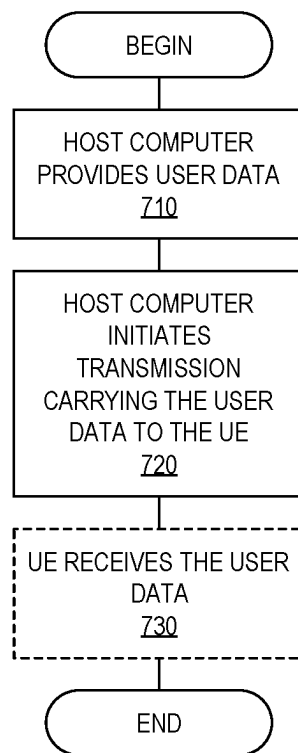 BEGIN
HOST COMPUTER
PROVIDES USER DATA
710
HOST COMPUTER
INITIATES
TRANSMISSION
CARRYING THE USER
DATA TO THE UE
720
UE RECEIVES THE USER
DATA
730
END